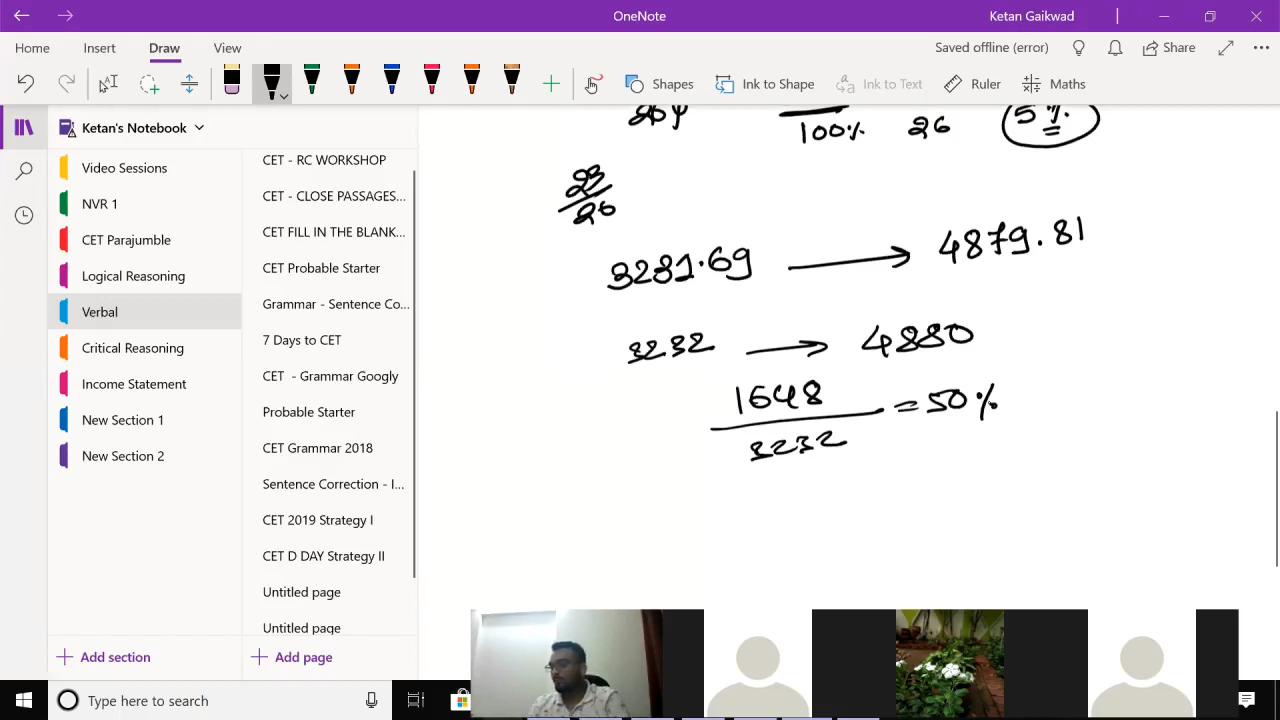 OneNote
Ketan Gaikwad
Home Insert Draw View
Saved offline (error)
Share
Shapes
Ink to Shape
Ink to Text
Ruler
Maths
Ketan's Notebook
Video Sessions
NVR 1
CET Parajumble
Logical Reasoning
Verbal
Critical Reasoning
Income Statement
New Section 1
New Section 2
Add section
CET - RC WORKSHOP
CET - CLOSE PASSAGES...
CET FILL IN THE BLANK...
CET Probable Starter
Grammar - Sentence Co...
7 Days to CET
CET - Grammar Googly
Probable Starter
CET Grammar 2018
Sentence Correction - I...
CET 2019 Strategy I
CET D DAY Strategy II
Untitled page
Untitled page
Add page
100% 26 5%
23
26
3231.69 → 4879.81
3232 → 4880
1648
= 50%
3232
Type here to search